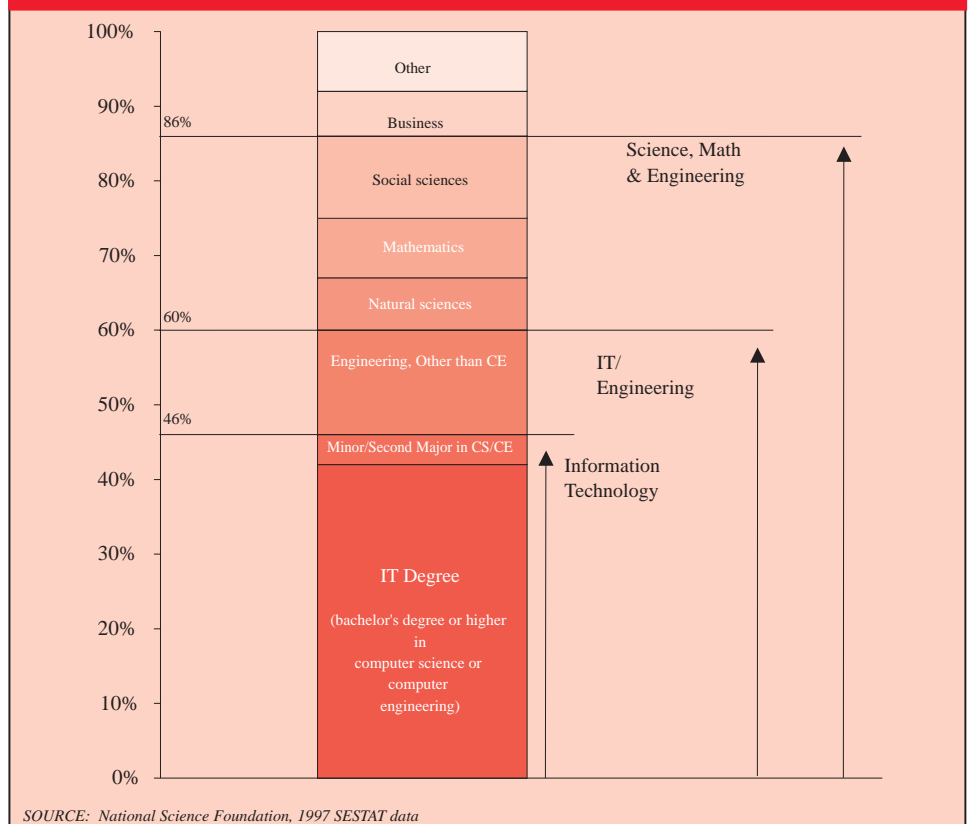 100%
Other
90%
86%
Business
Science, Math
& Engineering
80%
Social sciences
70%
Mathematics
Natural sciences
60%
60%
Engineering, Other than CE
IT/
Engineering
50%
46%
Minor/Second Major in CS/CE
Information
Technology
40%
30%
IT Degree
20%
(bachelor's degree or higher
in
computer science or
computer
engineering)
10%
0%
SOURCE: National Science Foundation, 1997 SESTAT data